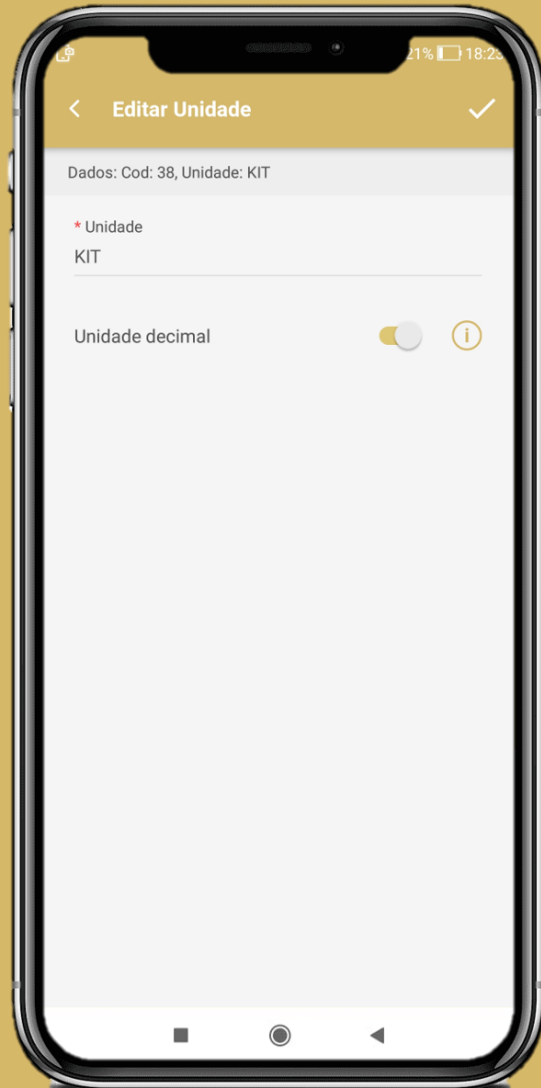 21% 18:23
Editar Unidade
Dados: Cod: 38, Unidade: KIT
* Unidade
KIT
Unidade decimal
i